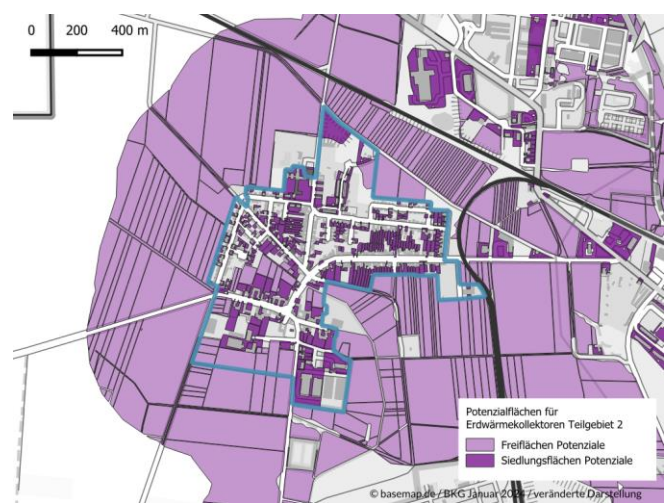 0 200 400 m
Potenzialflächen für
Erdwärmekollektoren Teilgebiet 2
Freiflächen Potenziale
Siedlungsflächen Potenziale
© basemap.de / BKG Januar 2024 / veränderte Darstellung